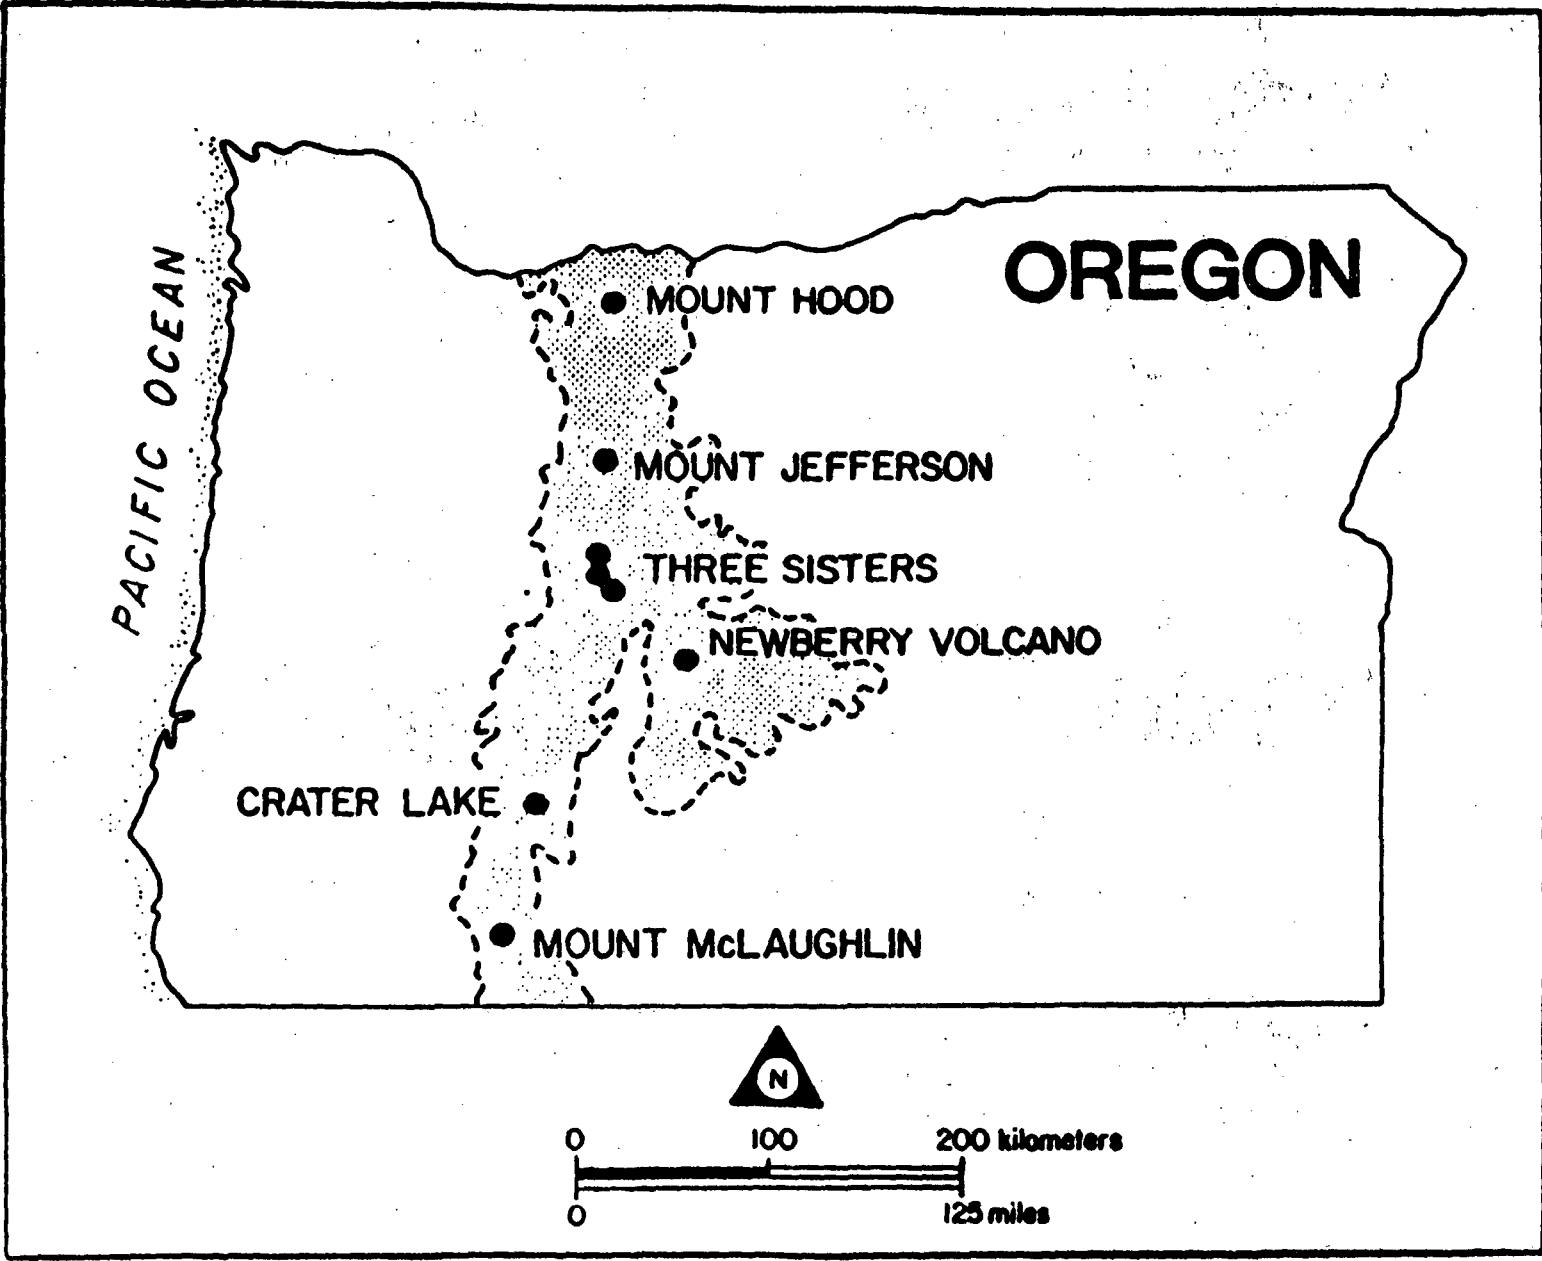 OREGON
MOUNT HOOD
PACIFIC OCEAN
MOUNT JEFFERSON
THREE SISTERS
NEWBERRY VOLCANO
CRATER LAKE
MOUNT McLAUGHLIN
N
0 100 200 kilometers
0 125 miles